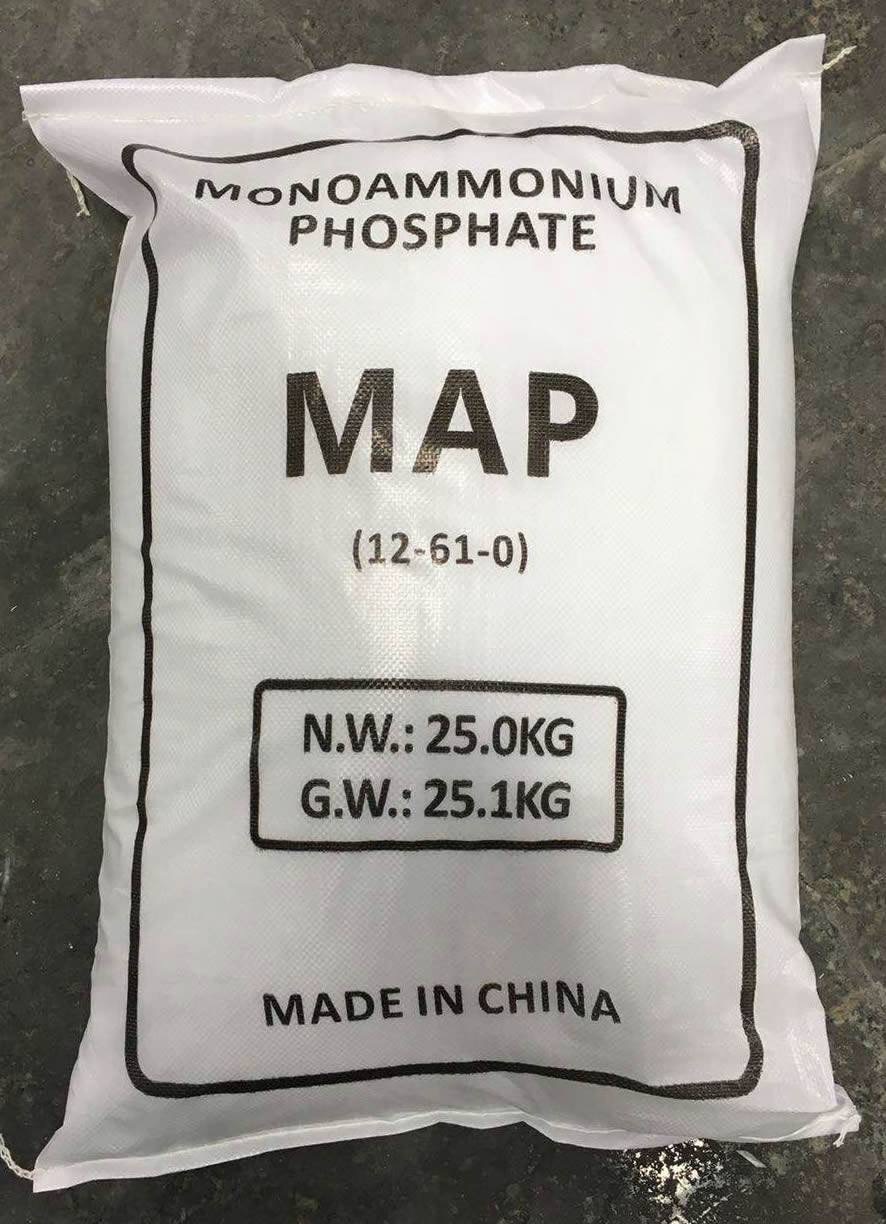 MONOAMMONIUM
PHOSPHATE
MAP
(12-61-0)
N.W.: 25.0KG
G.W.: 25.1KG
MADE IN CHINA